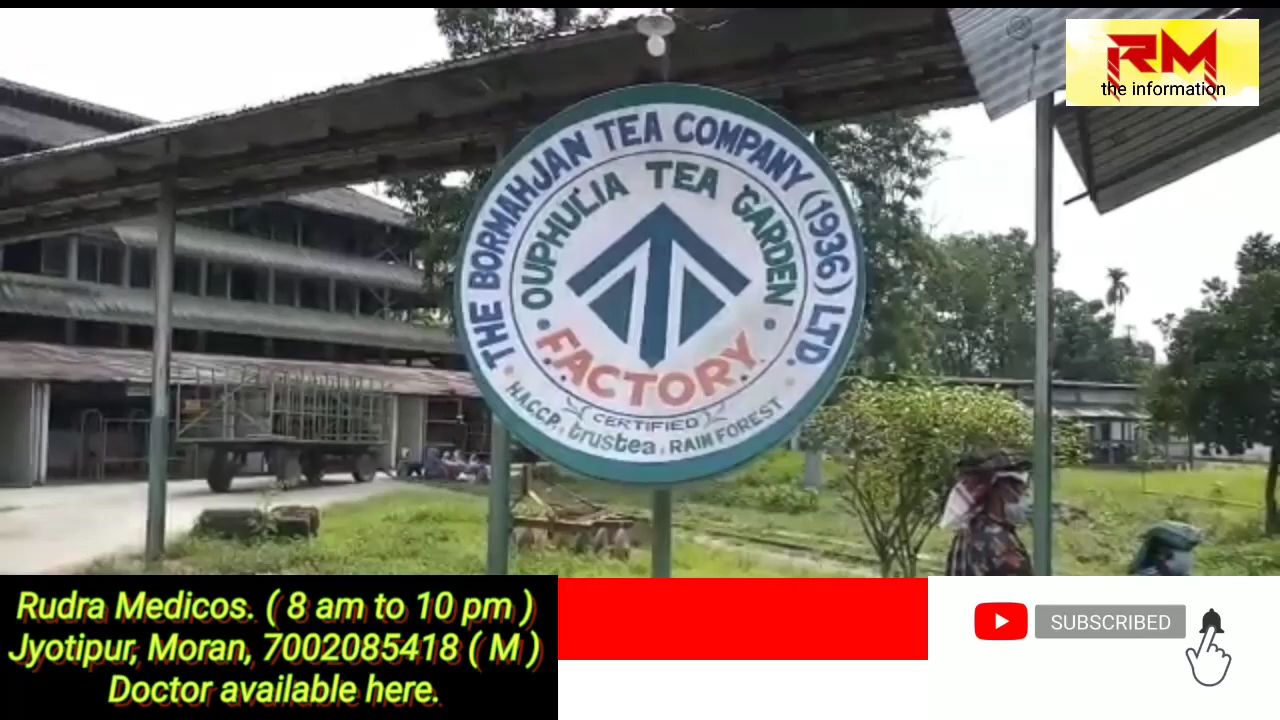 RM
the information
THE BORMAHJAN TEA COMPANY (1936) LTD.
OUPHULIA TEA GARDEN
FACTORY
CERTIFIED
H.A.C.C.P., trustea, RAIN FOREST
Rudra Medicos. ( 8 am to 10 pm )
Jyotipur, Moran, 7002085418 ( M )
Doctor available here.
SUBSCRIBED